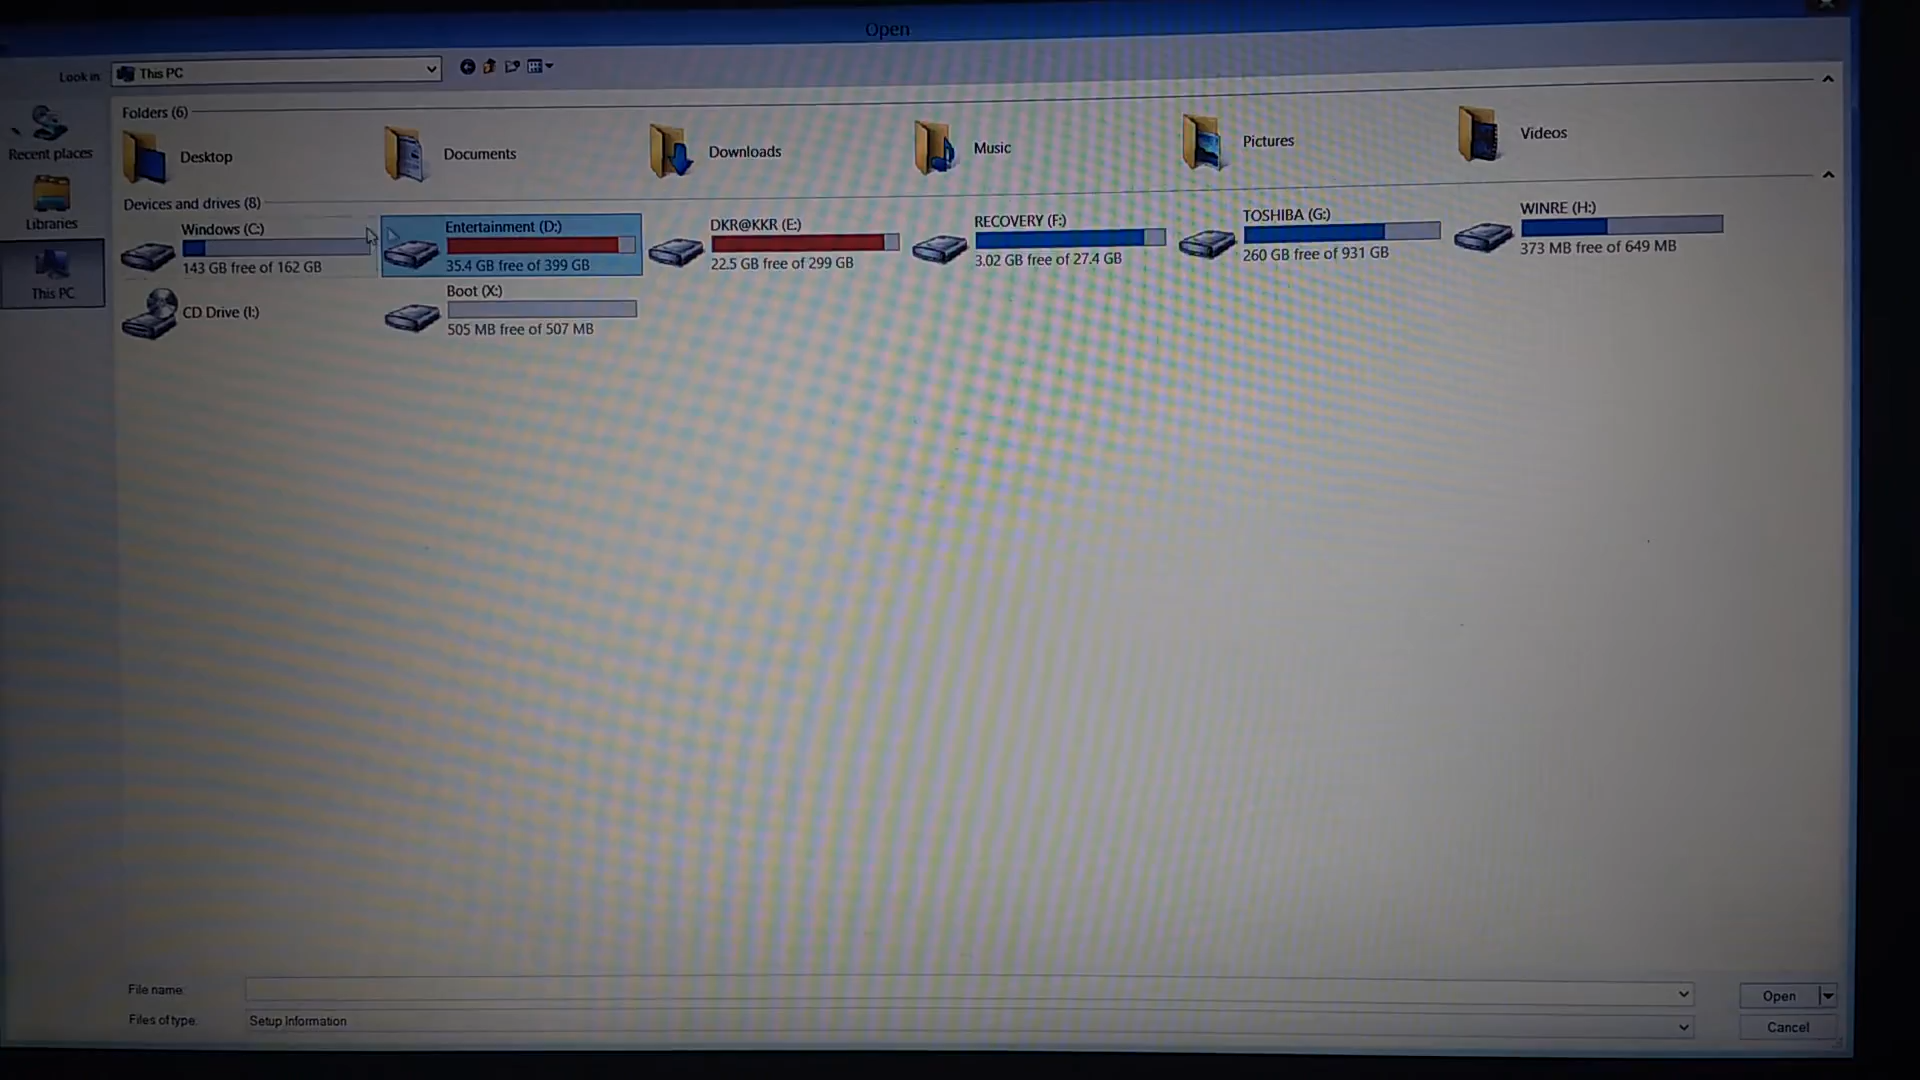 Open
Look in:
This PC
Recent places
Libraries
This PC
Folders (6)
Desktop
Documents
Downloads
Music
Pictures
Videos
Devices and drives (8)
Windows (C:)
143 GB free of 162 GB
Entertainment (D:)
35.4 GB free of 399 GB
DKR@KKR (E:)
22.5 GB free of 299 GB
RECOVERY (F:)
3.02 GB free of 27.4 GB
TOSHIBA (G:)
260 GB free of 931 GB
WINRE (H:)
373 MB free of 649 MB
CD Drive (I:)
Boot (X:)
505 MB free of 507 MB
File name:
Open
Files of type:
Setup Information
Cancel